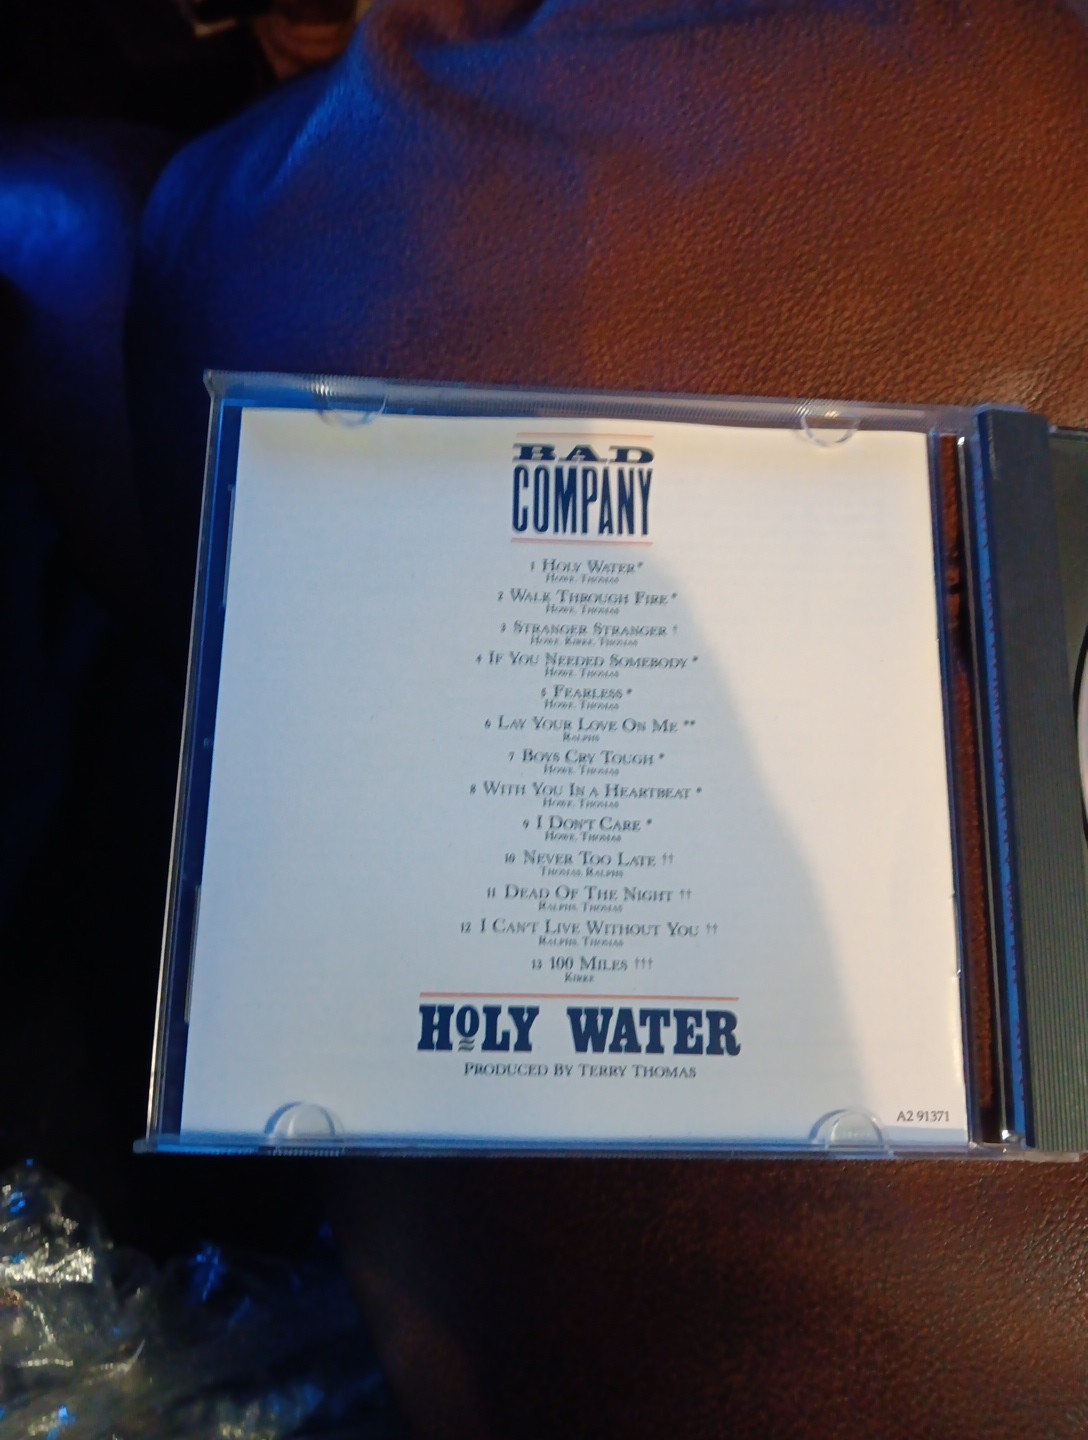 BAD
COMPANY
1 HOLY WATER*
HOWE, THOMAS
2 WALK THROUGH FIRE *
HOWE, THOMAS
3 STRANGER STRANGER †
HOWE, KIRKE, THOMAS
4 IF YOU NEEDED SOMEBODY *
HOWE, THOMAS
5 FEARLESS *
HOWE, THOMAS
6 LAY YOUR LOVE ON ME **
RALPHS
7 BOYS CRY TOUGH *
HOWE, THOMAS
8 WITH YOU IN A HEARTBEAT *
HOWE, THOMAS
9 I DON'T CARE *
HOWE, THOMAS
10 NEVER TOO LATE ††
THOMAS, RALPHS
11 DEAD OF THE NIGHT ††
RALPHS, THOMAS
12 I CAN'T LIVE WITHOUT YOU ††
RALPHS, THOMAS
13 100 MILES †††
KIRKE
HOLY WATER
PRODUCED BY TERRY THOMAS
A2 91371